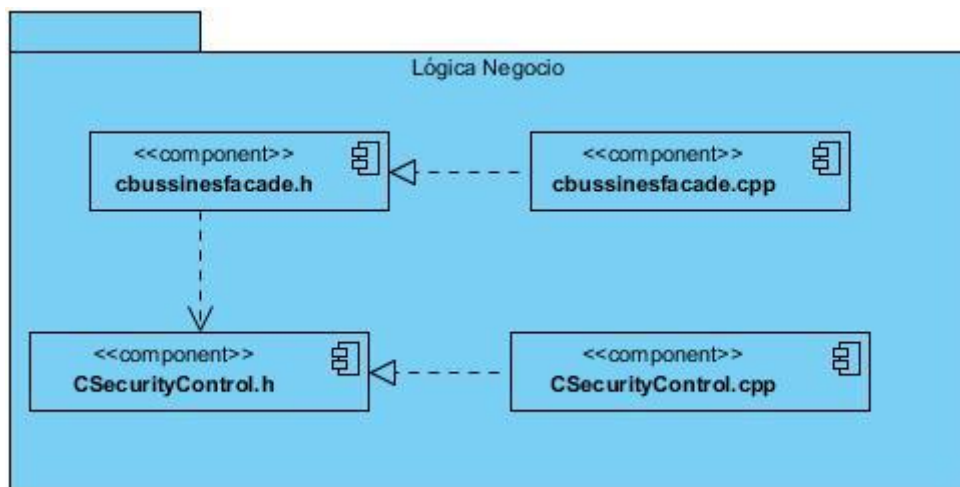 Lógica Negocio
<<component>>
cbussinesfacade.h
<<component>>
cbussinesfacade.cpp
<<component>>
CSecurityControl.h
<<component>>
CSecurityControl.cpp